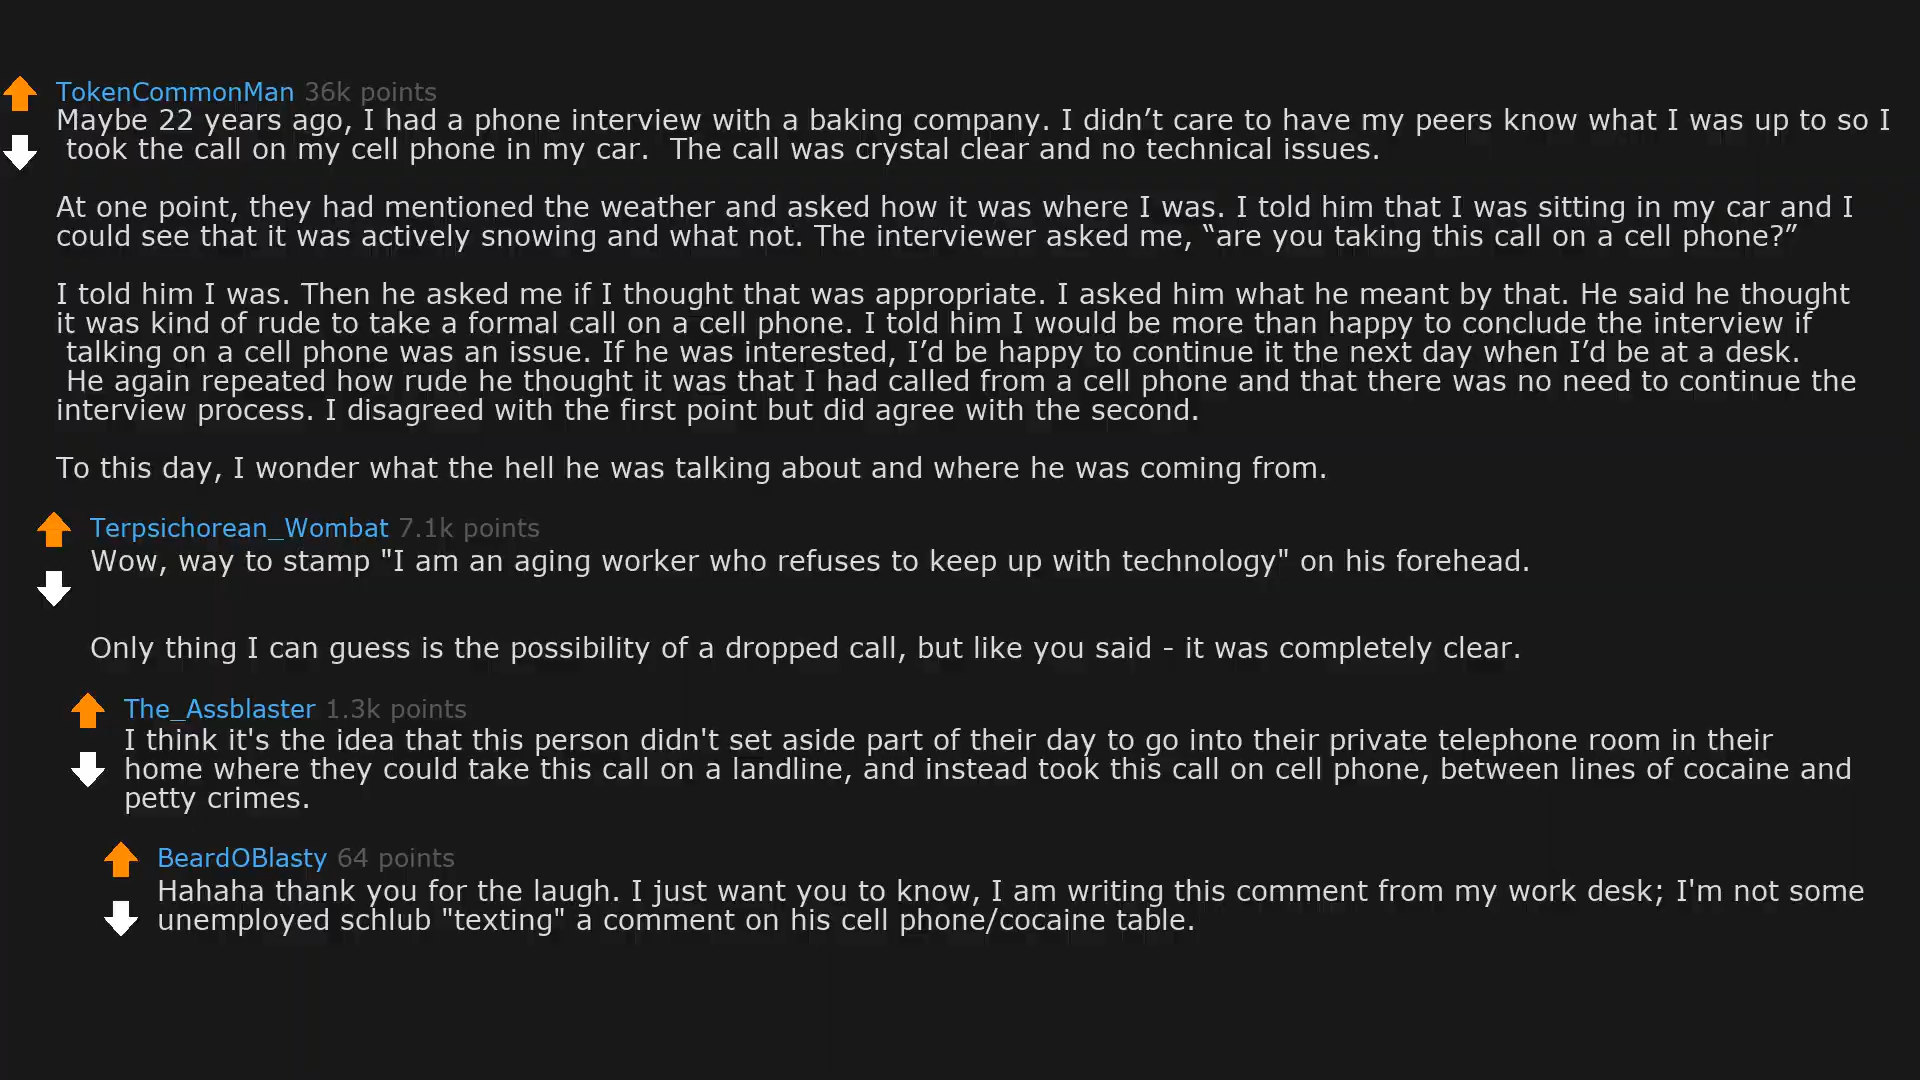 TokenCommonMan 36k points
Maybe 22 years ago, I had a phone interview with a baking company. I didn’t care to have my peers know what I was up to so I
took the call on my cell phone in my car.  The call was crystal clear and no technical issues.
At one point, they had mentioned the weather and asked how it was where I was. I told him that I was sitting in my car and I
could see that it was actively snowing and what not. The interviewer asked me, “are you taking this call on a cell phone?”
I told him I was. Then he asked me if I thought that was appropriate. I asked him what he meant by that. He said he thought
it was kind of rude to take a formal call on a cell phone. I told him I would be more than happy to conclude the interview if
talking on a cell phone was an issue. If he was interested, I’d be happy to continue it the next day when I’d be at a desk.
He again repeated how rude he thought it was that I had called from a cell phone and that there was no need to continue the
interview process. I disagreed with the first point but did agree with the second.
To this day, I wonder what the hell he was talking about and where he was coming from.
Terpsichorean_Wombat 7.1k points
Wow, way to stamp "I am an aging worker who refuses to keep up with technology" on his forehead.
Only thing I can guess is the possibility of a dropped call, but like you said - it was completely clear.
The_Assblaster 1.3k points
I think it's the idea that this person didn't set aside part of their day to go into their private telephone room in their
home where they could take this call on a landline, and instead took this call on cell phone, between lines of cocaine and
petty crimes.
BeardOBlasty 64 points
Hahaha thank you for the laugh. I just want you to know, I am writing this comment from my work desk; I'm not some
unemployed schlub "texting" a comment on his cell phone/cocaine table.